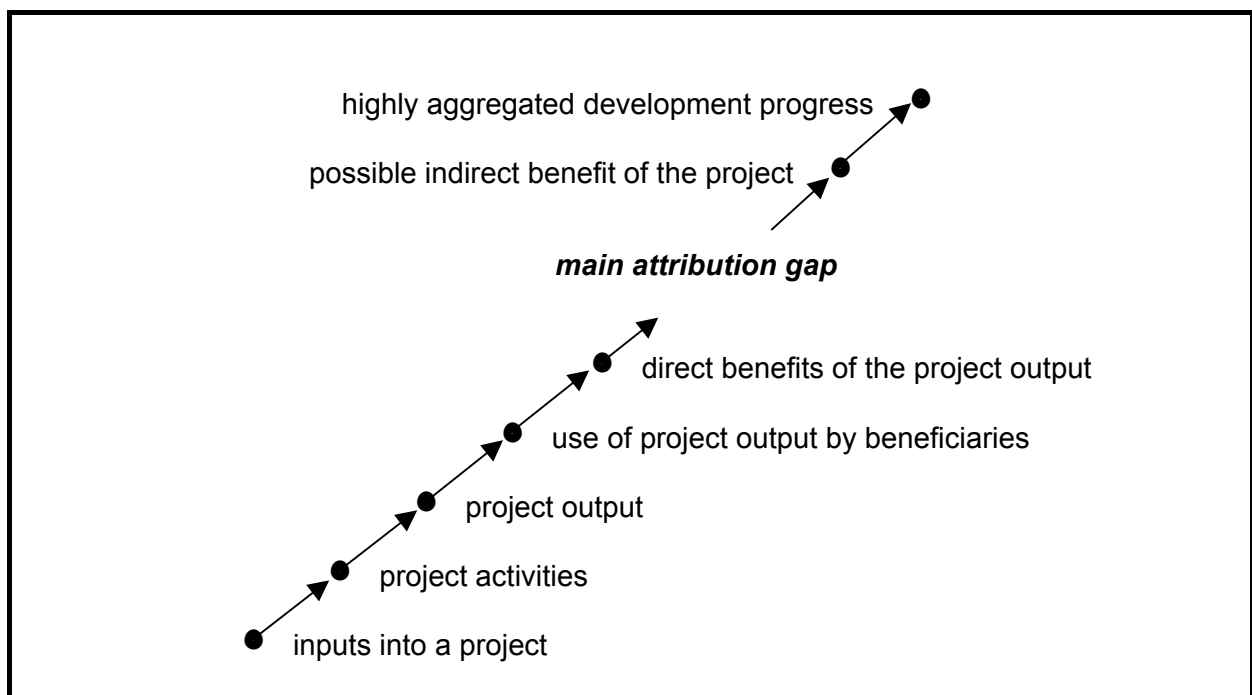 highly aggregated development progress
possible indirect benefit of the project
main attribution gap
direct benefits of the project output
use of project output by beneficiaries
project output
project activities
inputs into a project